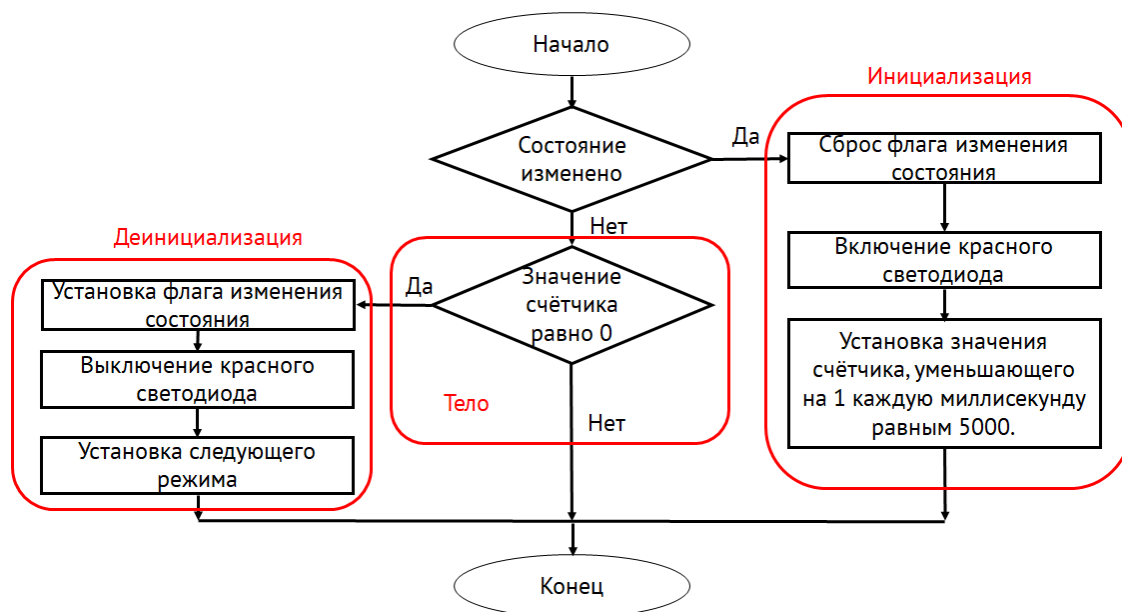 Начало
Инициализация
Состояние
изменено
Да
Сброс флага изменения
состояния
Нет
Включение красного
светодиода
Деинициализация
Установка флага изменения
состояния
Да
Значение
счётчика
равно 0
Выключение красного
светодиода
Тело
Установка значения
счётчика, уменьшающего
на 1 каждую миллисекунду
равным 5000.
Установка следующего
режима
Нет
Конец